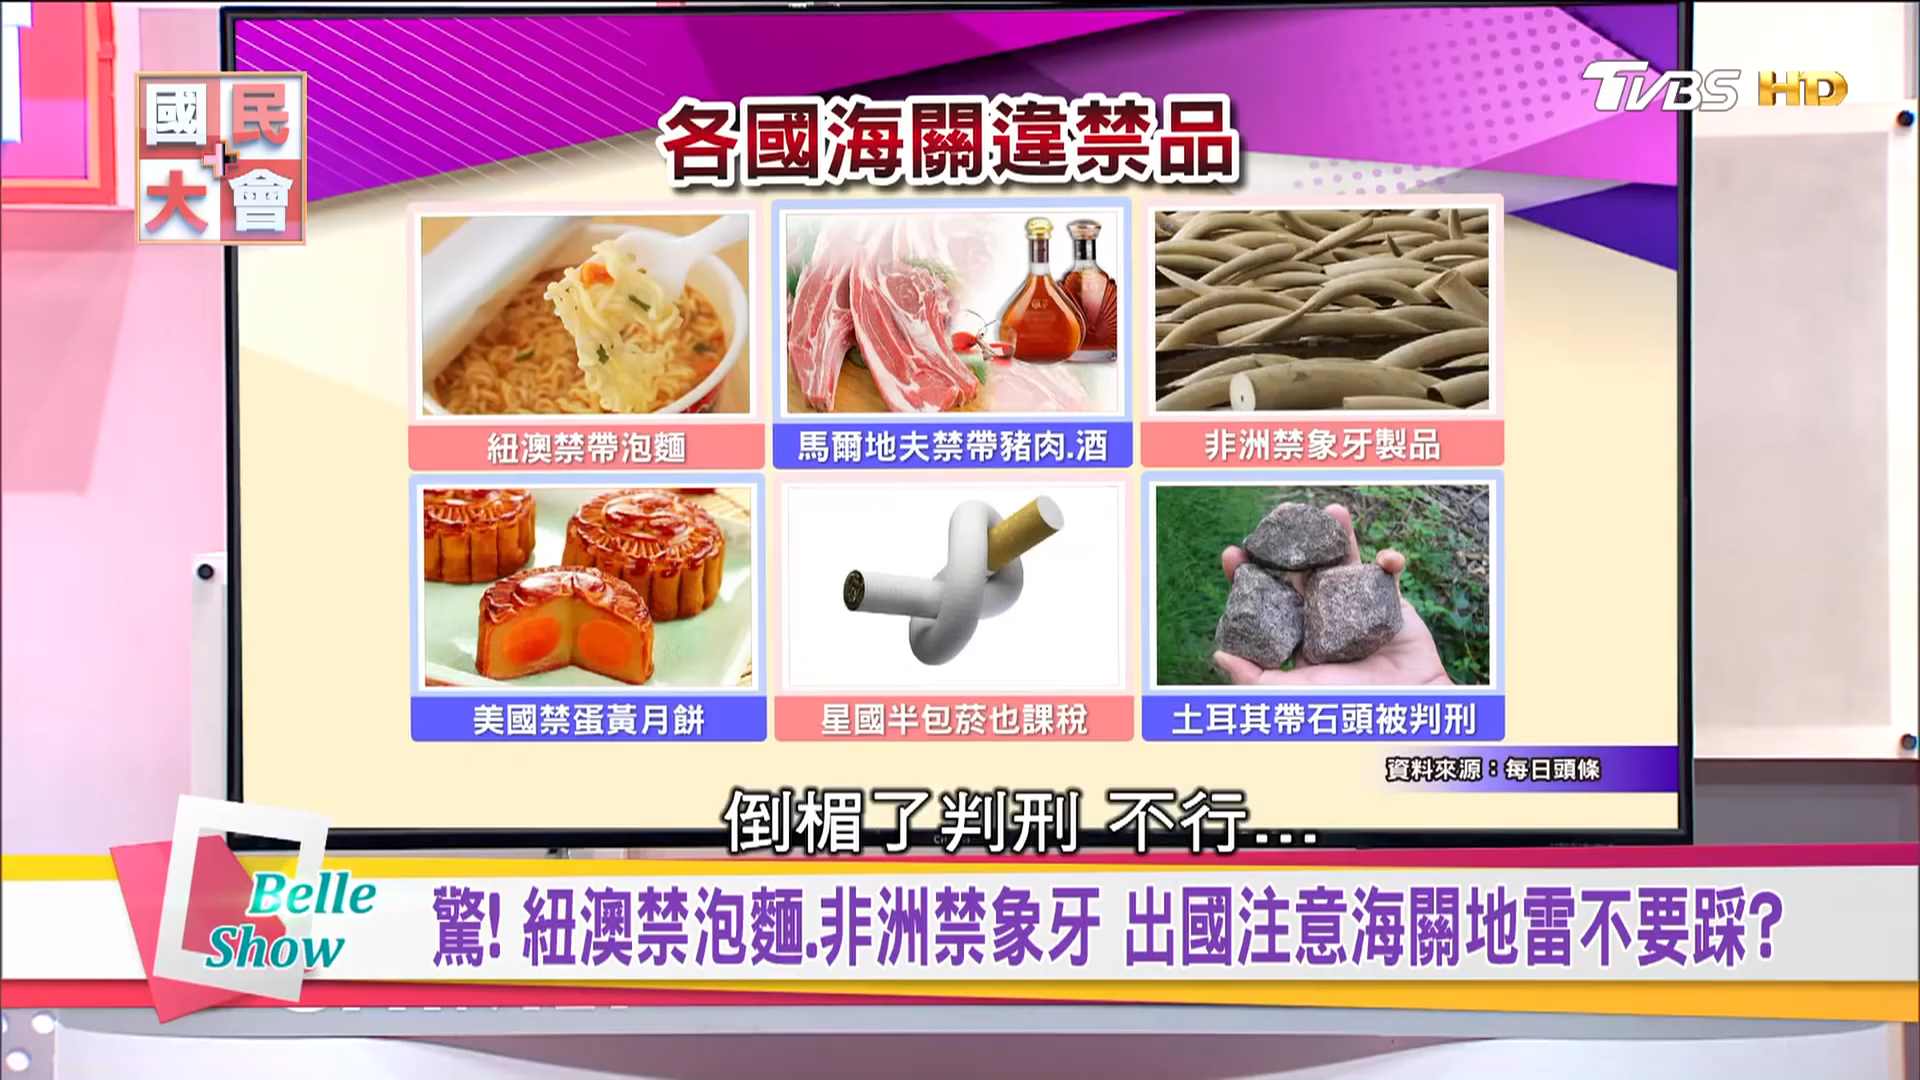 國民
大會
TVBS HD
各國海關違禁品
紐澳禁帶泡麵
馬爾地夫禁帶豬肉.酒
非洲禁象牙製品
美國禁蛋黃月餅
星國半包菸也課稅
土耳其帶石頭被判刑
資料來源：每日頭條
倒楣了判刑 不行...
Belle
Show
驚! 紐澳禁泡麵.非洲禁象牙 出國注意海關地雷不要踩?